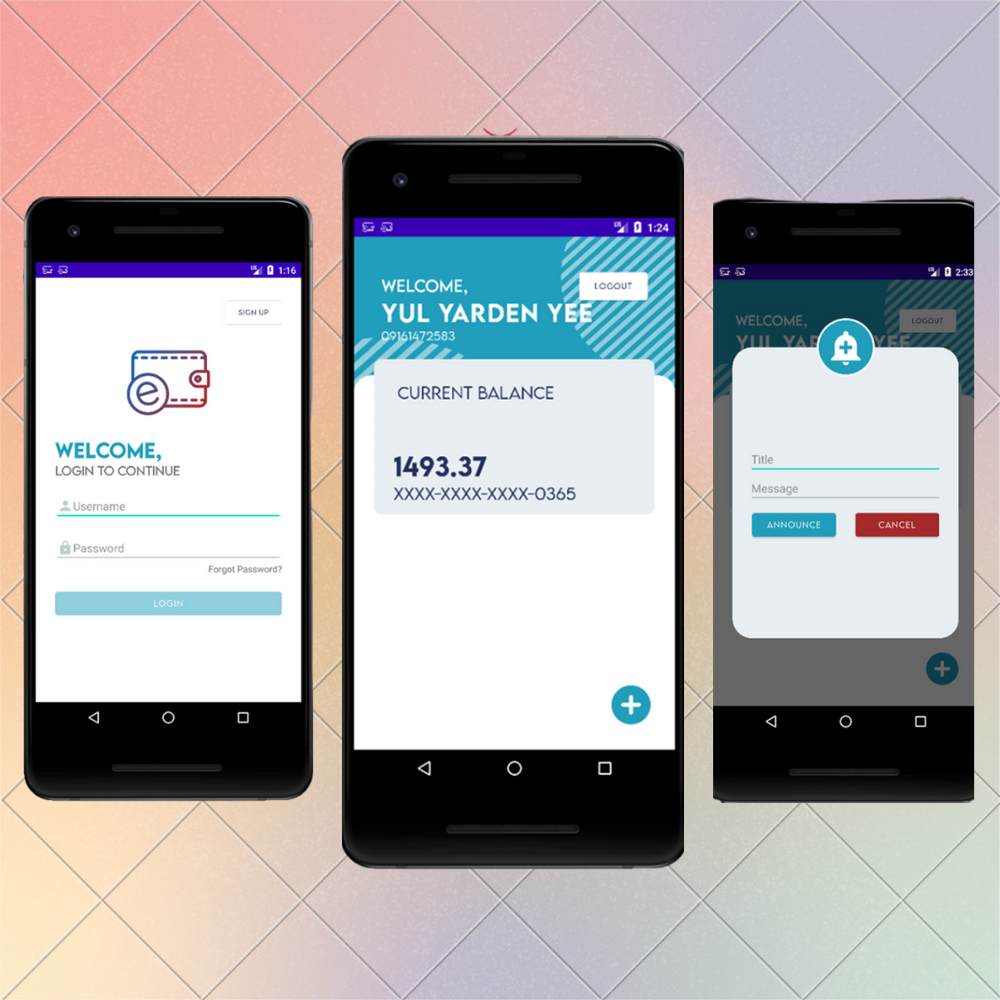 1:16
SIGN UP
e
WELCOME,
LOGIN TO CONTINUE
Username
Password
Forgot Password?
LOGIN
1:24
WELCOME,
LOGOUT
YUL YARDEN YEE
09161472583
CURRENT BALANCE
1493.37
XXXX-XXXX-XXXX-0365
2:33
WELCOME,
LOGOUT
YUL YARDEN YEE
Title
Message
ANNOUNCE
CANCEL